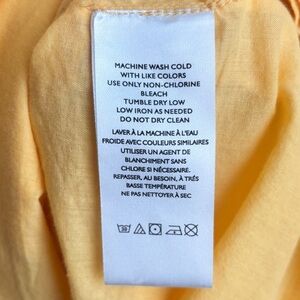 MACHINE WASH COLD
WITH LIKE COLORS
USE ONLY NON-CHLORINE
BLEACH
TUMBLE DRY LOW
LOW IRON AS NEEDED
DO NOT DRY CLEAN
LAVER À LA MACHINE À L'EAU
FROIDE AVEC COULEURS SIMILAIRES
UTILISER UN AGENT DE
BLANCHIMENT SANS
CHLORE SI NÉCESSAIRE.
REPASSER, AU BESOIN, À TRÉS
BASSE TEMPÉRATURE
NE PAS NETTOYER À SEC